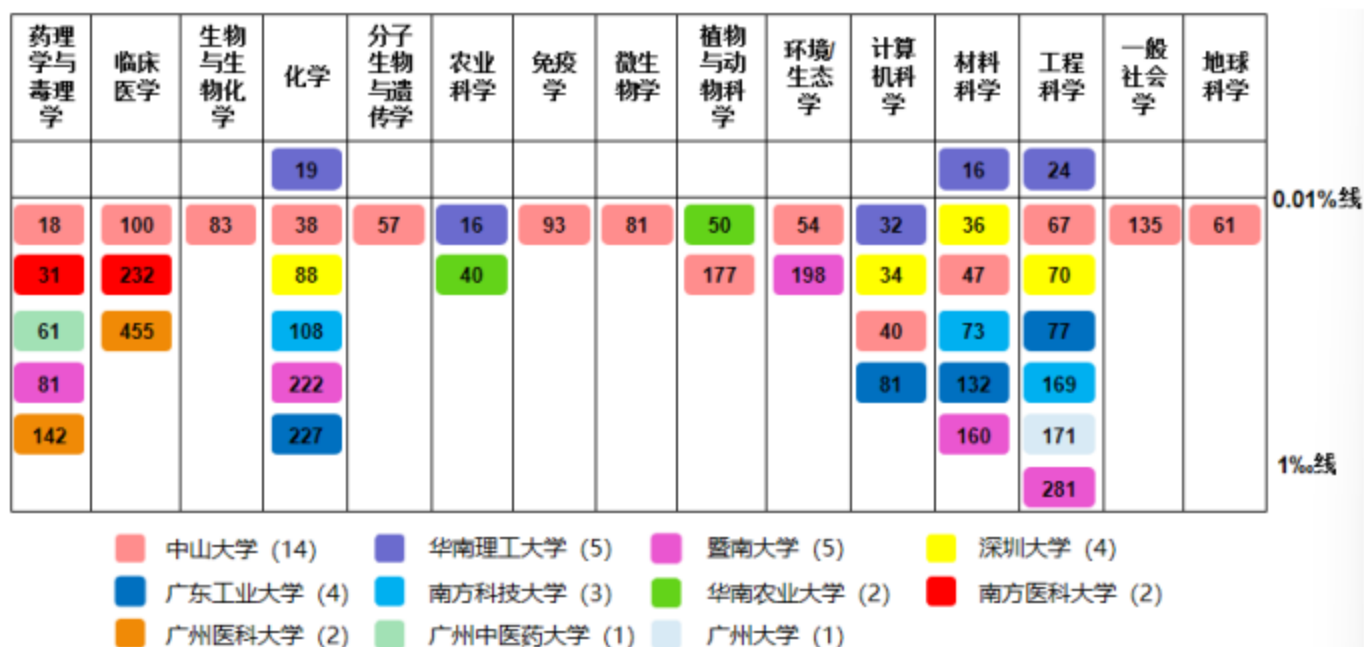 药理学与毒理学 临床医学 生物与生物化学 化学 分子生物与遗传学 农业科学 免疫学 微生物学 植物与动物科学 环境/生态学 计算机科学 材料科学 工程科学 一般社会学 地球科学
19 16 24
0.01%线
18 100 83 38 57 16 93 81 50 54 32 36 67 135 61
31 232 88 40 177 198 34 47 70
61 455 108 40 73 77
81 222 81 132 169
142 227 160 171
1‰线
281
中山大学 (14) 华南理工大学 (5) 暨南大学 (5) 深圳大学 (4)
广东工业大学 (4) 南方科技大学 (3) 华南农业大学 (2) 南方医科大学 (2)
广州医科大学 (2) 广州中医药大学 (1) 广州大学 (1)